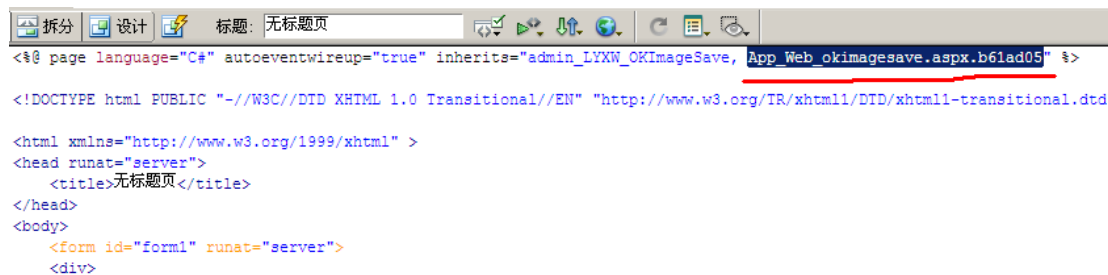 拆分 设计 标题: 无标题页
<%@ page language="C#" autoeventwireup="true" inherits="admin_LYXW_OKImageSave, App_Web_okimagesave.aspx.b61ad05" %>
<!DOCTYPE html PUBLIC "-//W3C//DTD XHTML 1.0 Transitional//EN" "http://www.w3.org/TR/xhtml1/DTD/xhtml1-transitional.dtd
<html xmlns="http://www.w3.org/1999/xhtml" >
<head runat="server">
<title>无标题页</title>
</head>
<body>
<form id="form1" runat="server">
<div>